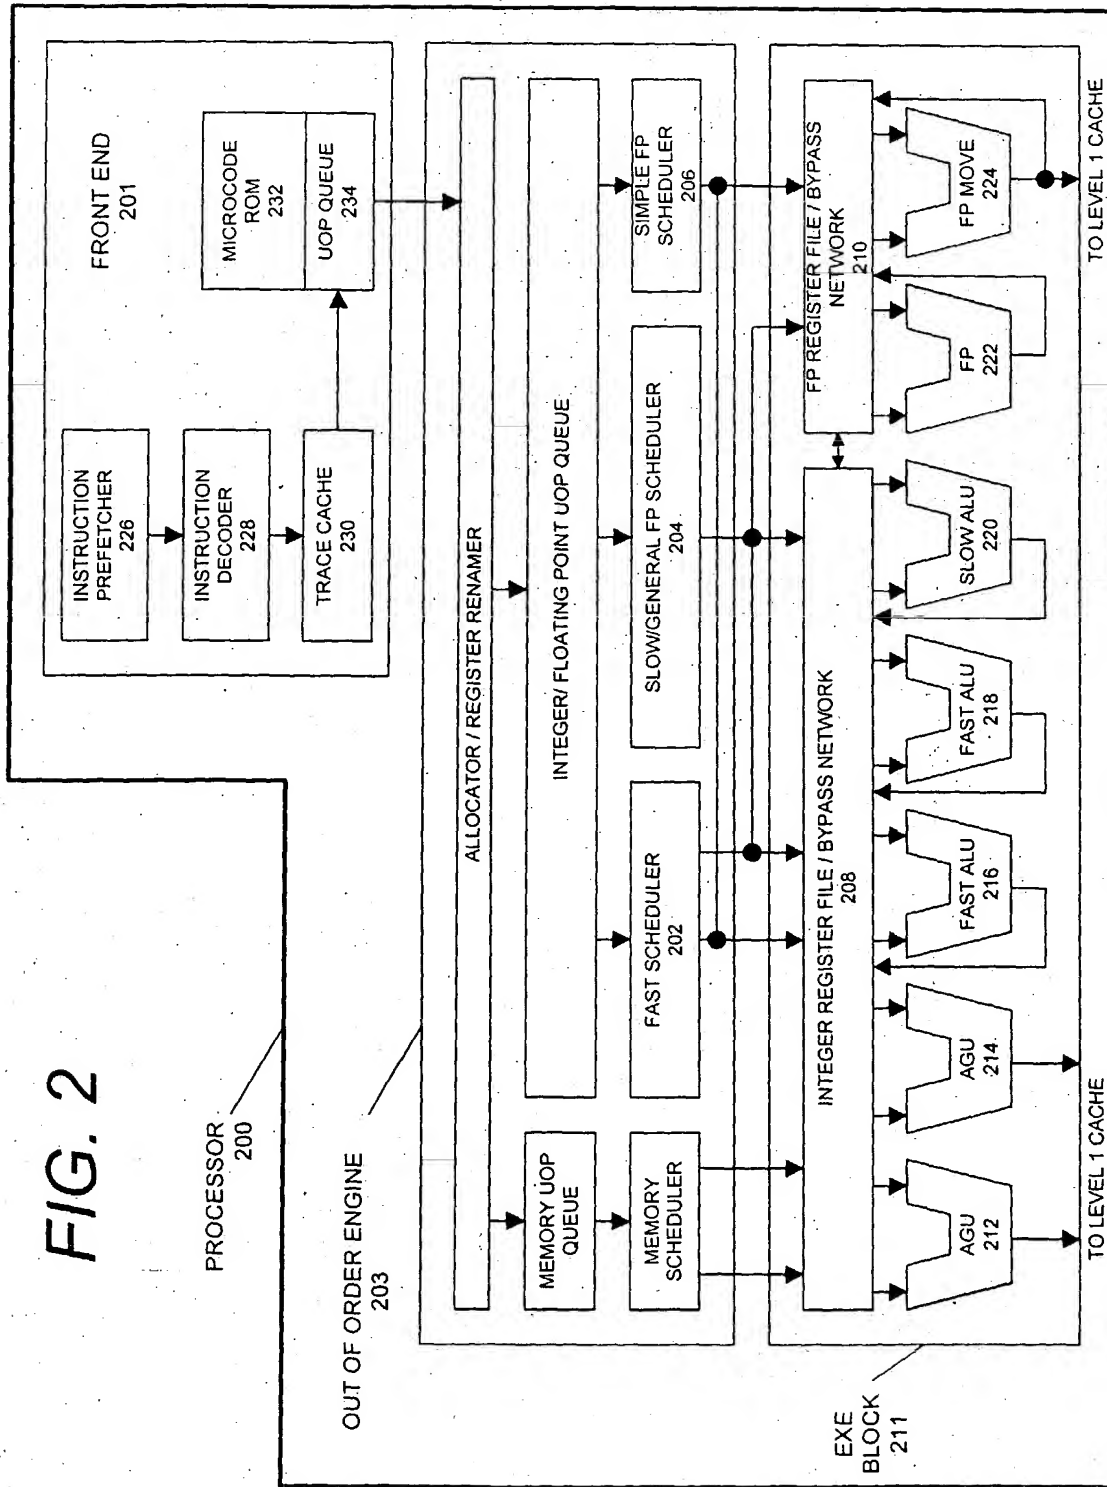 FIG. 2
PROCESSOR
200
FRONT END
201
INSTRUCTION
PREFETCHER
226
INSTRUCTION
DECODER
228
TRACE CACHE
230
MICROCODE
ROM
232
UOP QUEUE
234
OUT OF ORDER ENGINE
203
ALLOCATOR / REGISTER RENAMER
MEMORY UOP
QUEUE
INTEGER/ FLOATING POINT UOP QUEUE
MEMORY
SCHEDULER
FAST SCHEDULER
202
SLOW/GENERAL FP SCHEDULER
204
SIMPLE FP
SCHEDULER
206
EXE
BLOCK
211
INTEGER REGISTER FILE / BYPASS NETWORK
208
FP REGISTER FILE / BYPASS
NETWORK
210
AGU
212
AGU
214
FAST ALU
216
FAST ALU
218
SLOW ALU
220
FP
222
FP MOVE
224
TO LEVEL 1 CACHE
TO LEVEL 1 CACHE